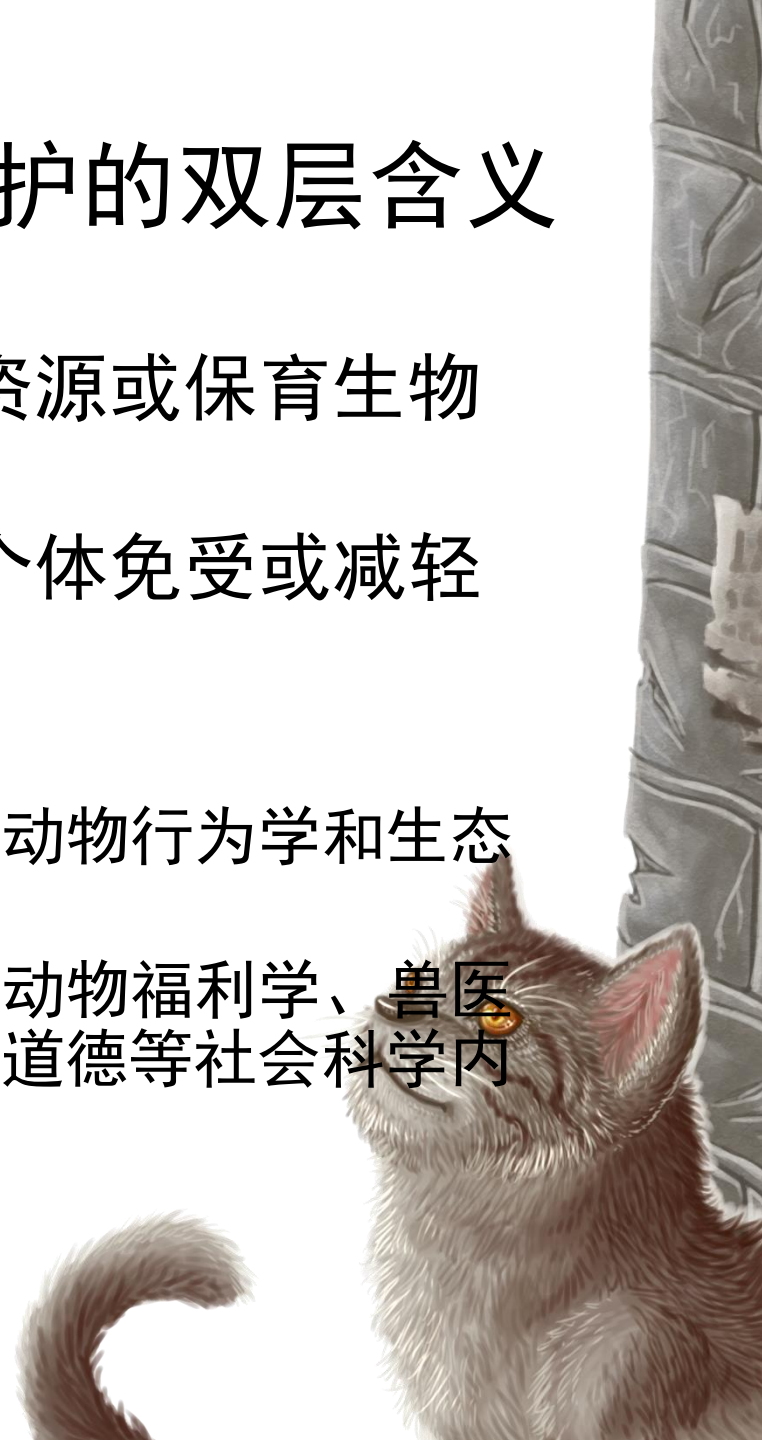 护的双层含义
资源或保育生物
个体免受或减轻
动物行为学和生态
动物福利学、兽医
道德等社会科学内